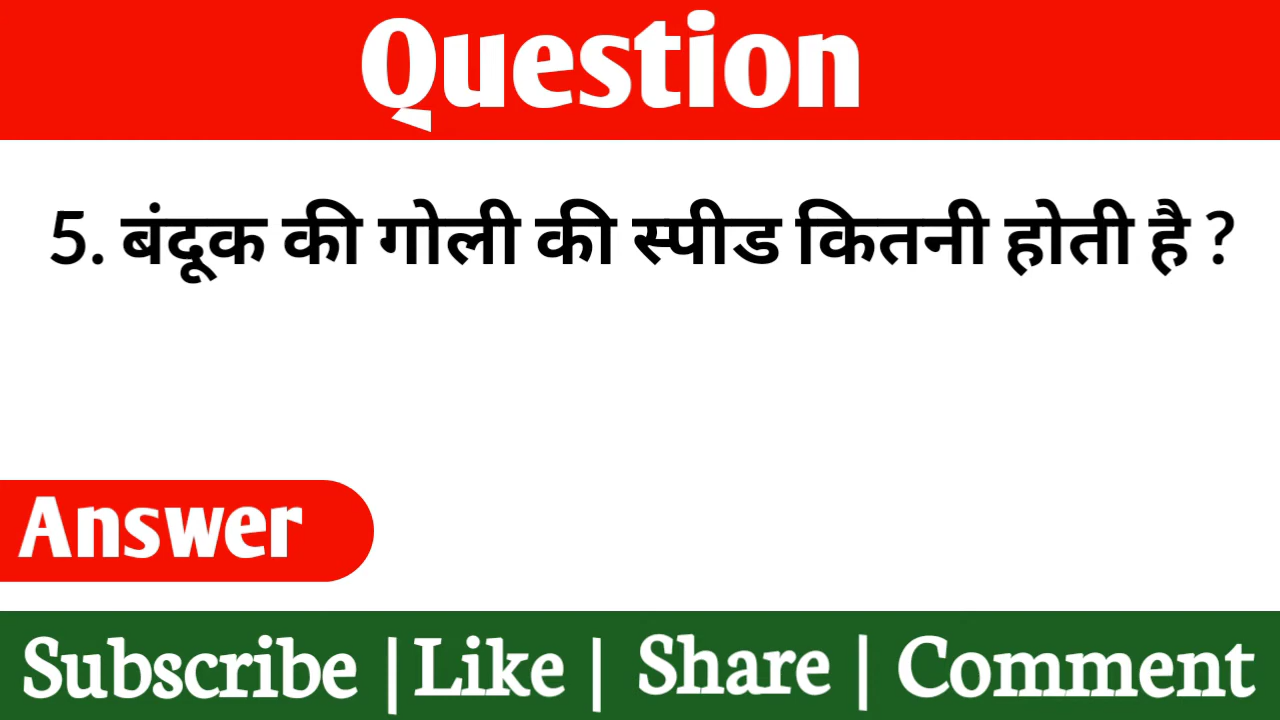 Question
5. बंदूक की गोली की स्पीड कितनी होती है ?
Answer
Subscribe | Like | Share | Comment